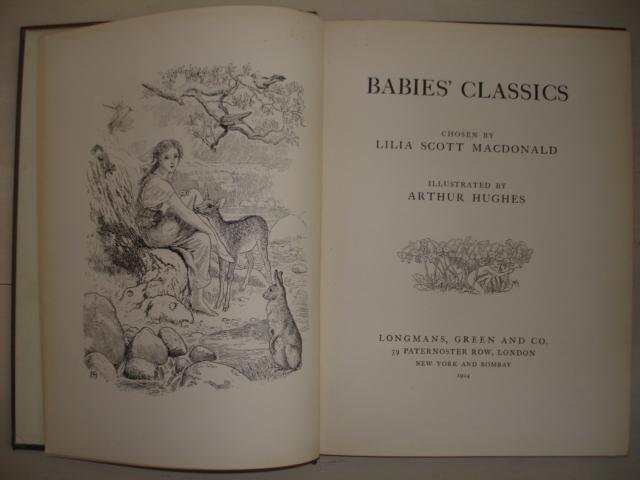 BABIES' CLASSICS
CHOSEN BY
LILIA SCOTT MACDONALD
ILLUSTRATED BY
ARTHUR HUGHES
LONGMANS, GREEN AND CO.
39 PATERNOSTER ROW, LONDON
NEW YORK AND BOMBAY
1904